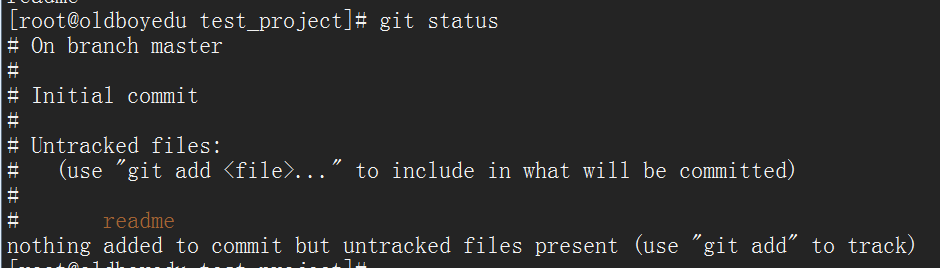 readme
[root@oldboyedu test_project]# git status
# On branch master
#
# Initial commit
#
# Untracked files:
#   (use "git add <file>..." to include in what will be committed)
#
#       readme
nothing added to commit but untracked files present (use "git add" to track)
[root@oldboyedu test_project]#